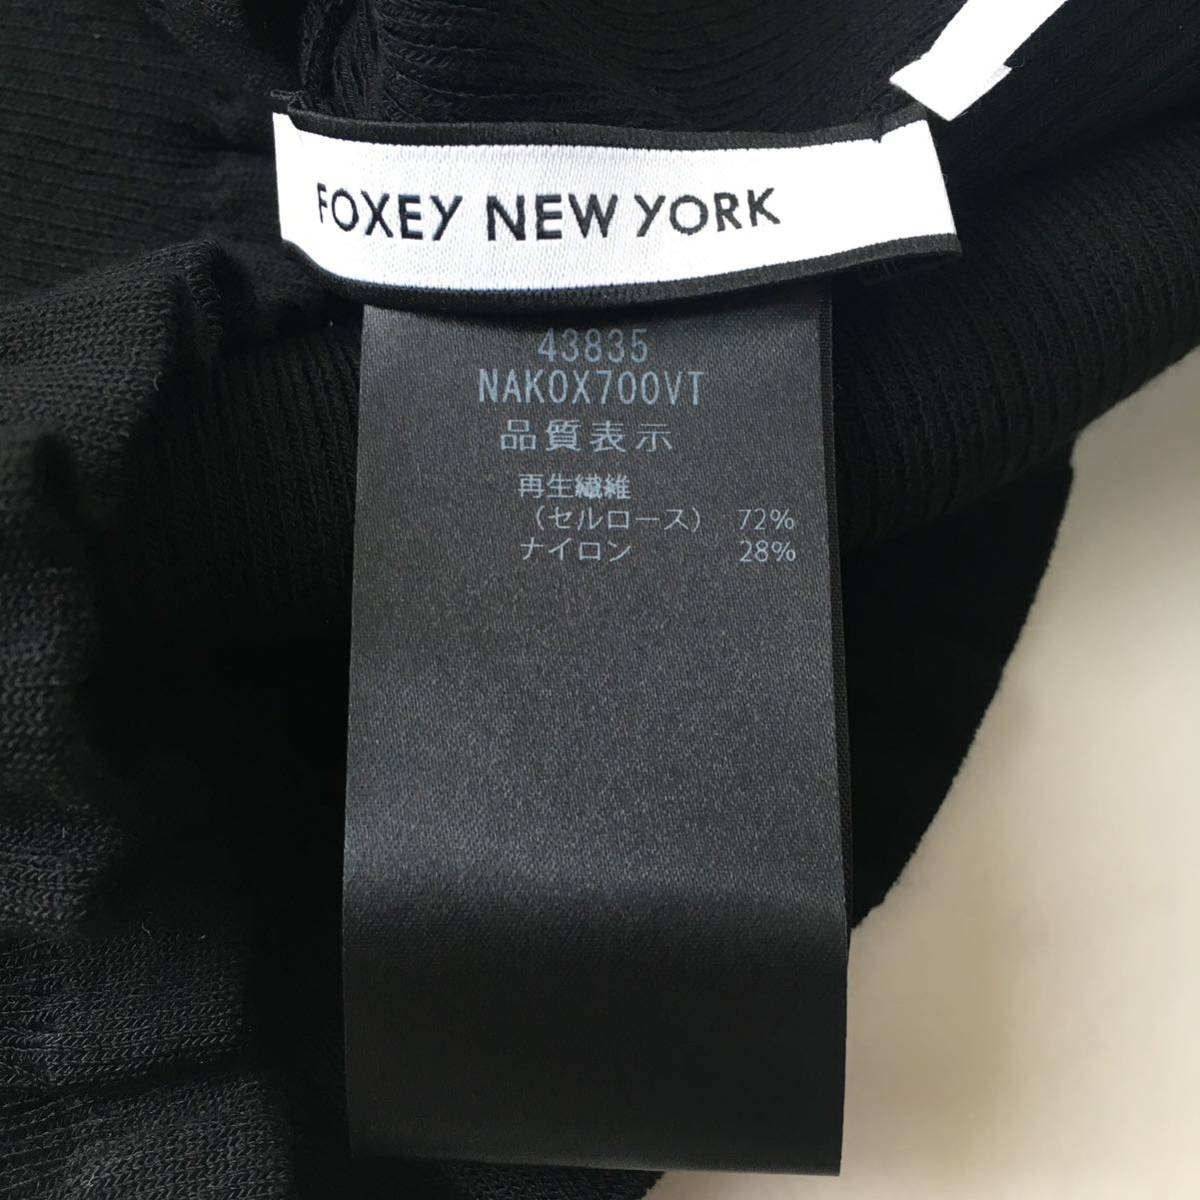 FOXEY NEW YORK
43835
NAKOX700VT
品質表示
再生繊維
（セルロース） 72%
ナイロン 28%